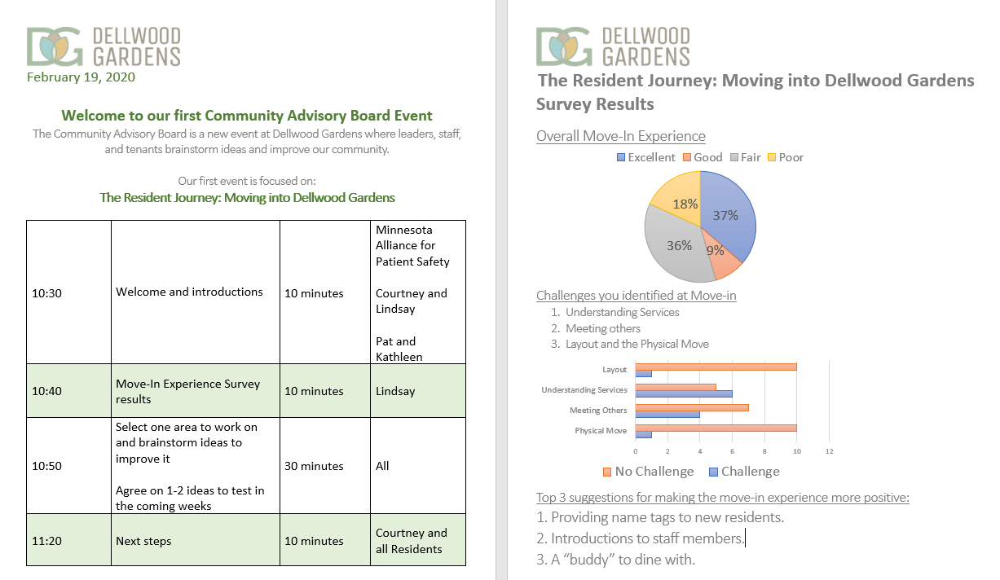 DG DELLWOOD
GARDENS
February 19, 2020
Welcome to our first Community Advisory Board Event
The Community Advisory Board is a new event at Dellwood Gardens where leaders, staff,
and tenants brainstorm ideas and improve our community.
Our first event is focused on:
The Resident Journey: Moving into Dellwood Gardens
10:30
Welcome and introductions
10 minutes
Minnesota
Alliance for
Patient Safety
Courtney and
Lindsay
Pat and
Kathleen
10:40
Move-In Experience Survey
results
10 minutes
Lindsay
10:50
Select one area to work on
and brainstorm ideas to
improve it
Agree on 1-2 ideas to test in
the coming weeks
30 minutes
All
11:20
Next steps
10 minutes
Courtney and
all Residents
DG DELLWOOD
GARDENS
The Resident Journey: Moving into Dellwood Gardens
Survey Results
Overall Move-In Experience
Excellent Good Fair Poor
18%
37%
36%
9%
Challenges you identified at Move-in
1. Understanding Services
2. Meeting others
3. Layout and the Physical Move
Layout
Understanding Services
Meeting Others
Physical Move
0 2 4 6 8 10 12
No Challenge Challenge
Top 3 suggestions for making the move-in experience more positive:
1. Providing name tags to new residents.
2. Introductions to staff members.
3. A “buddy” to dine with.